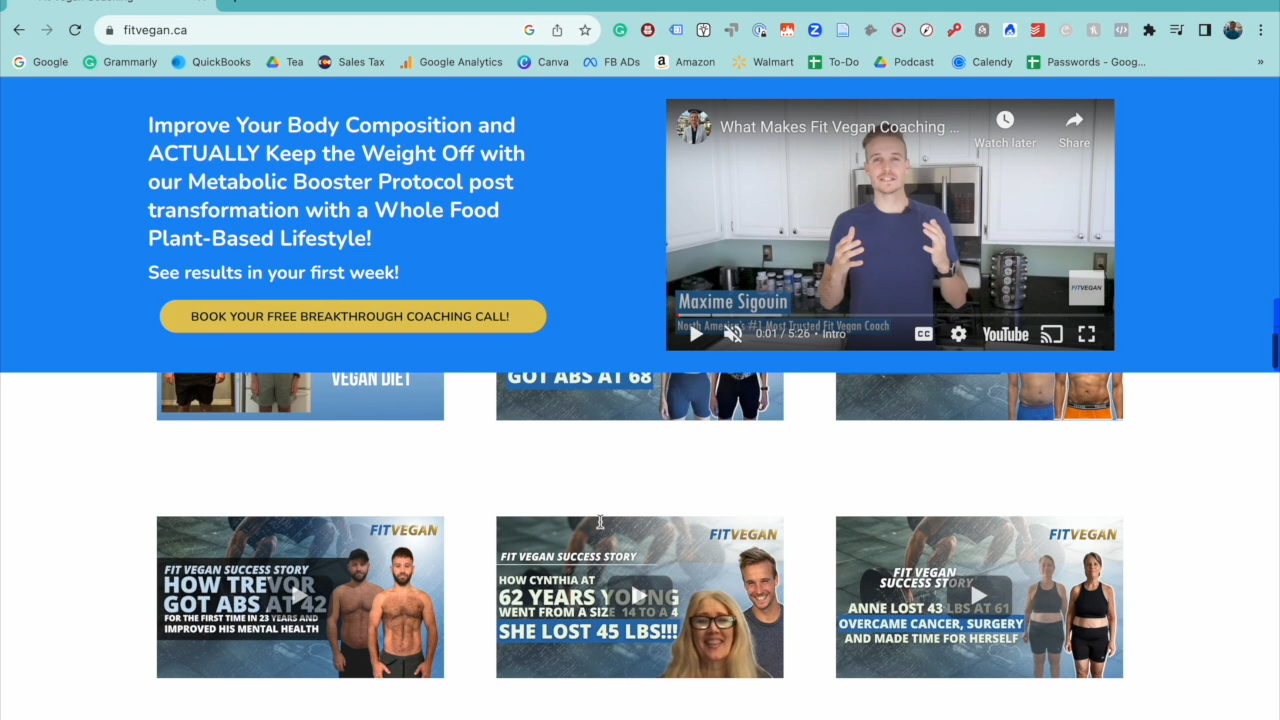 fitvegan.ca
Google
Grammarly
QuickBooks
Tea
Sales Tax
Google Analytics
Canva
FB ADs
Amazon
Walmart
To-Do
Podcast
Calendy
Passwords - Goog...
»
Improve Your Body Composition and
ACTUALLY Keep the Weight Off with
our Metabolic Booster Protocol post
transformation with a Whole Food
Plant-Based Lifestyle!
See results in your first week!
BOOK YOUR FREE BREAKTHROUGH COACHING CALL!
What Makes Fit Vegan Coaching ...
Watch later
Share
FITVEGAN
Maxime Sigouin
North America's #1 Most Trusted Fit Vegan Coach
0:01 / 5:26 • Intro
CC
YouTube
VEGAN DIET
GOT ABS AT 68
FITVEGAN
FIT VEGAN SUCCESS STORY
HOW TREVOR
GOT ABS AT 42
FOR THE FIRST TIME IN 23 YEARS AND
IMPROVED HIS MENTAL HEALTH
FITVEGAN
FIT VEGAN SUCCESS STORY
HOW CYNTHIA AT
62 YEARS YOUNG
WENT FROM A SIZE 14 TO A 4
SHE LOST 45 LBS!!!
FITVEGAN
FIT VEGAN
SUCCESS STORY
ANNE LOST 43 LBS AT 61
OVERCAME CANCER, SURGERY
AND MADE TIME FOR HERSELF